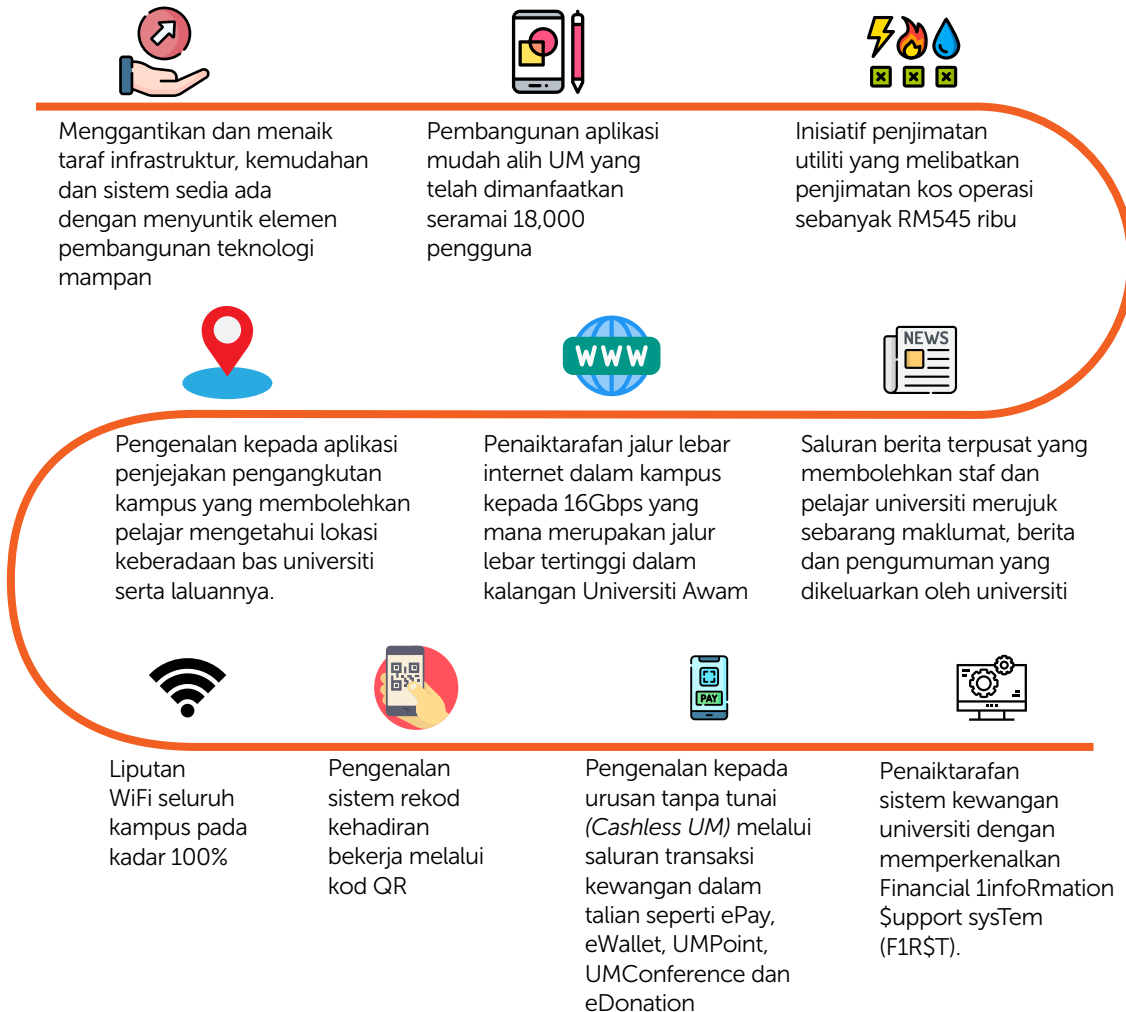 Menggantikan dan menaik
taraf infrastruktur, kemudahan
dan sistem sedia ada
dengan menyuntik elemen
pembangunan teknologi
mampan
Pembangunan aplikasi
mudah alih UM yang
telah dimanfaatkan
seramai 18,000
pengguna
Inisiatif penjimatan
utiliti yang melibatkan
penjimatan kos operasi
sebanyak RM545 ribu
Pengenalan kepada aplikasi
penjejakan pengangkutan
kampus yang membolehkan
pelajar mengetahui lokasi
keberadaan bas universiti
serta laluannya.
WWW
Penaiktarafan jalur lebar
internet dalam kampus
kepada 16Gbps yang
mana merupakan jalur
lebar tertinggi dalam
kalangan Universiti Awam
NEWS
Saluran berita terpusat yang
membolehkan staf dan
pelajar universiti merujuk
sebarang maklumat, berita
dan pengumuman yang
dikeluarkan oleh universiti
Liputan
WiFi seluruh
kampus pada
kadar 100%
Pengenalan
sistem rekod
kehadiran
bekerja melalui
kod QR
PAY
Pengenalan kepada
urusan tanpa tunai
(Cashless UM) melalui
saluran transaksi
kewangan dalam
talian seperti ePay,
eWallet, UMPoint,
UMConference dan
eDonation
Penaiktarafan
sistem kewangan
universiti dengan
memperkenalkan
Financial 1infoRmation
$upport sysTem
(F1R$T).